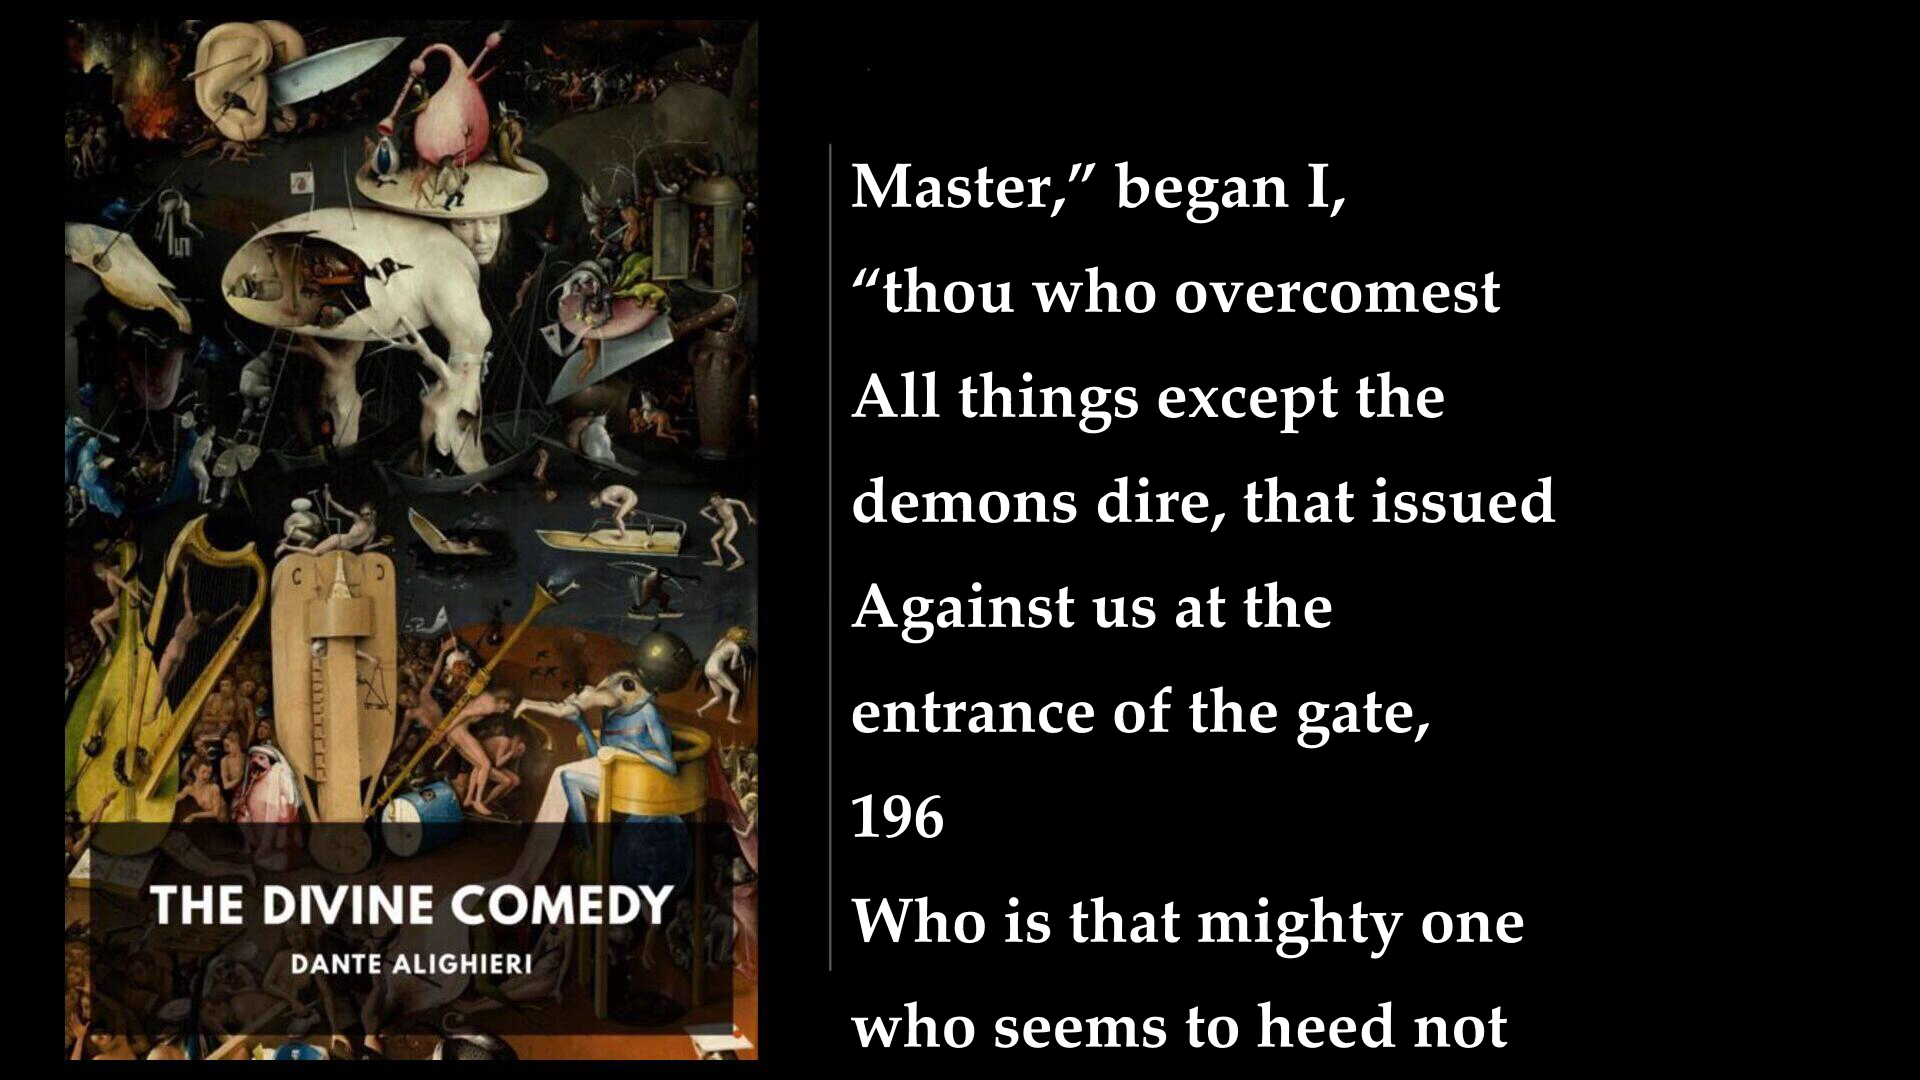 THE DIVINE COMEDY
DANTE ALIGHIERI
Master,” began I,
“thou who overcomest
All things except the
demons dire, that issued
Against us at the
entrance of the gate,
196
Who is that mighty one
who seems to heed not